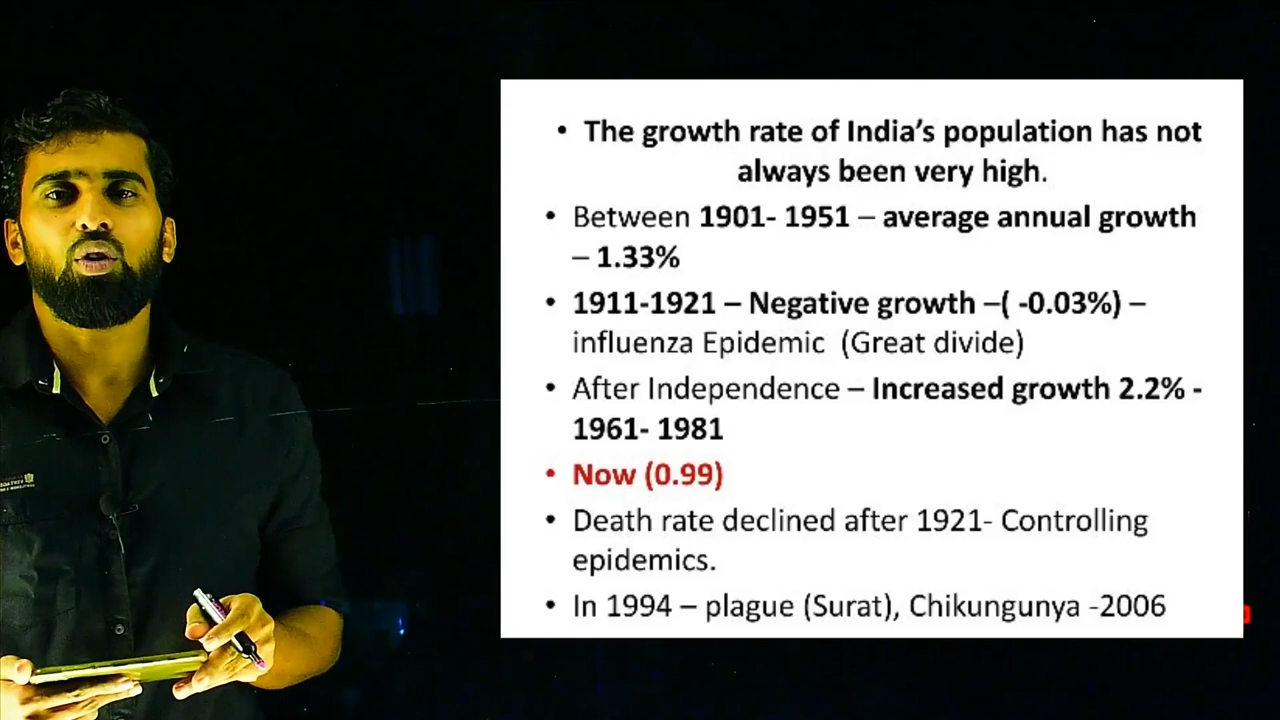 • The growth rate of India's population has not
always been very high.
• Between 1901- 1951 – average annual growth
– 1.33%
• 1911-1921 – Negative growth –( -0.03%) –
influenza Epidemic  (Great divide)
• After Independence – Increased growth 2.2% -
1961- 1981
• Now (0.99)
• Death rate declined after 1921- Controlling
epidemics.
• In 1994 – plague (Surat), Chikungunya -2006